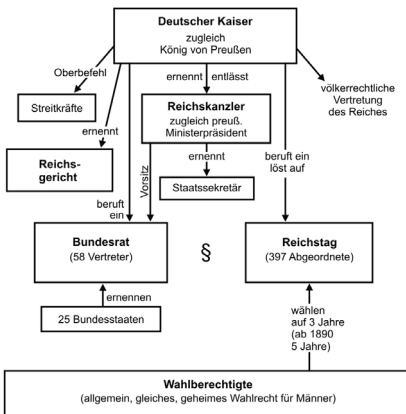 Deutscher Kaiser
zugleich
König von Preußen
Oberbefehl
ernennt
entlässt
völkerrechtliche
Vertretung
des Reiches
Streitkräfte
Reichskanzler
zugleich preuß.
Ministerpräsident
ernennt
Reichs-
gericht
Vorsitz
ernennt
beruft ein
löst auf
Staatssekretär
beruft
ein
Bundesrat
(58 Vertreter)
§
Reichstag
(397 Abgeordnete)
ernennen
25 Bundesstaaten
wählen
auf 3 Jahre
(ab 1890
5 Jahre)
Wahlberechtigte
(allgemein, gleiches, geheimes Wahlrecht für Männer)